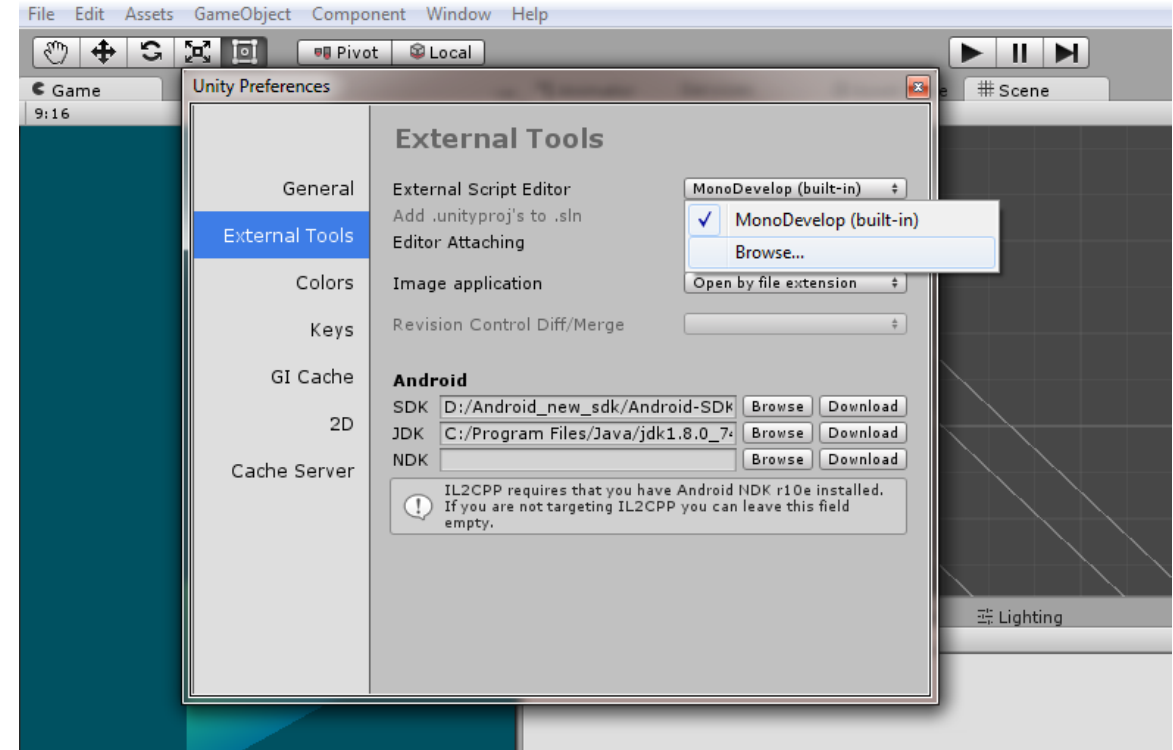 File Edit Assets GameObject Component Window Help
Pivot Local
Game
# Scene
9:16
Unity Preferences
External Tools
General
External Tools
Colors
Keys
GI Cache
2D
Cache Server
External Script Editor MonoDevelop (built-in)
Add .unityproj's to .sln MonoDevelop (built-in)
Editor Attaching Browse...
Image application Open by file extension
Revision Control Diff/Merge
Android
SDK D:/Android_new_sdk/Android-SDK Browse Download
JDK C:/Program Files/Java/jdk1.8.0_74 Browse Download
NDK Browse Download
IL2CPP requires that you have Android NDK r10e installed.
If you are not targeting IL2CPP you can leave this field
empty.
Lighting